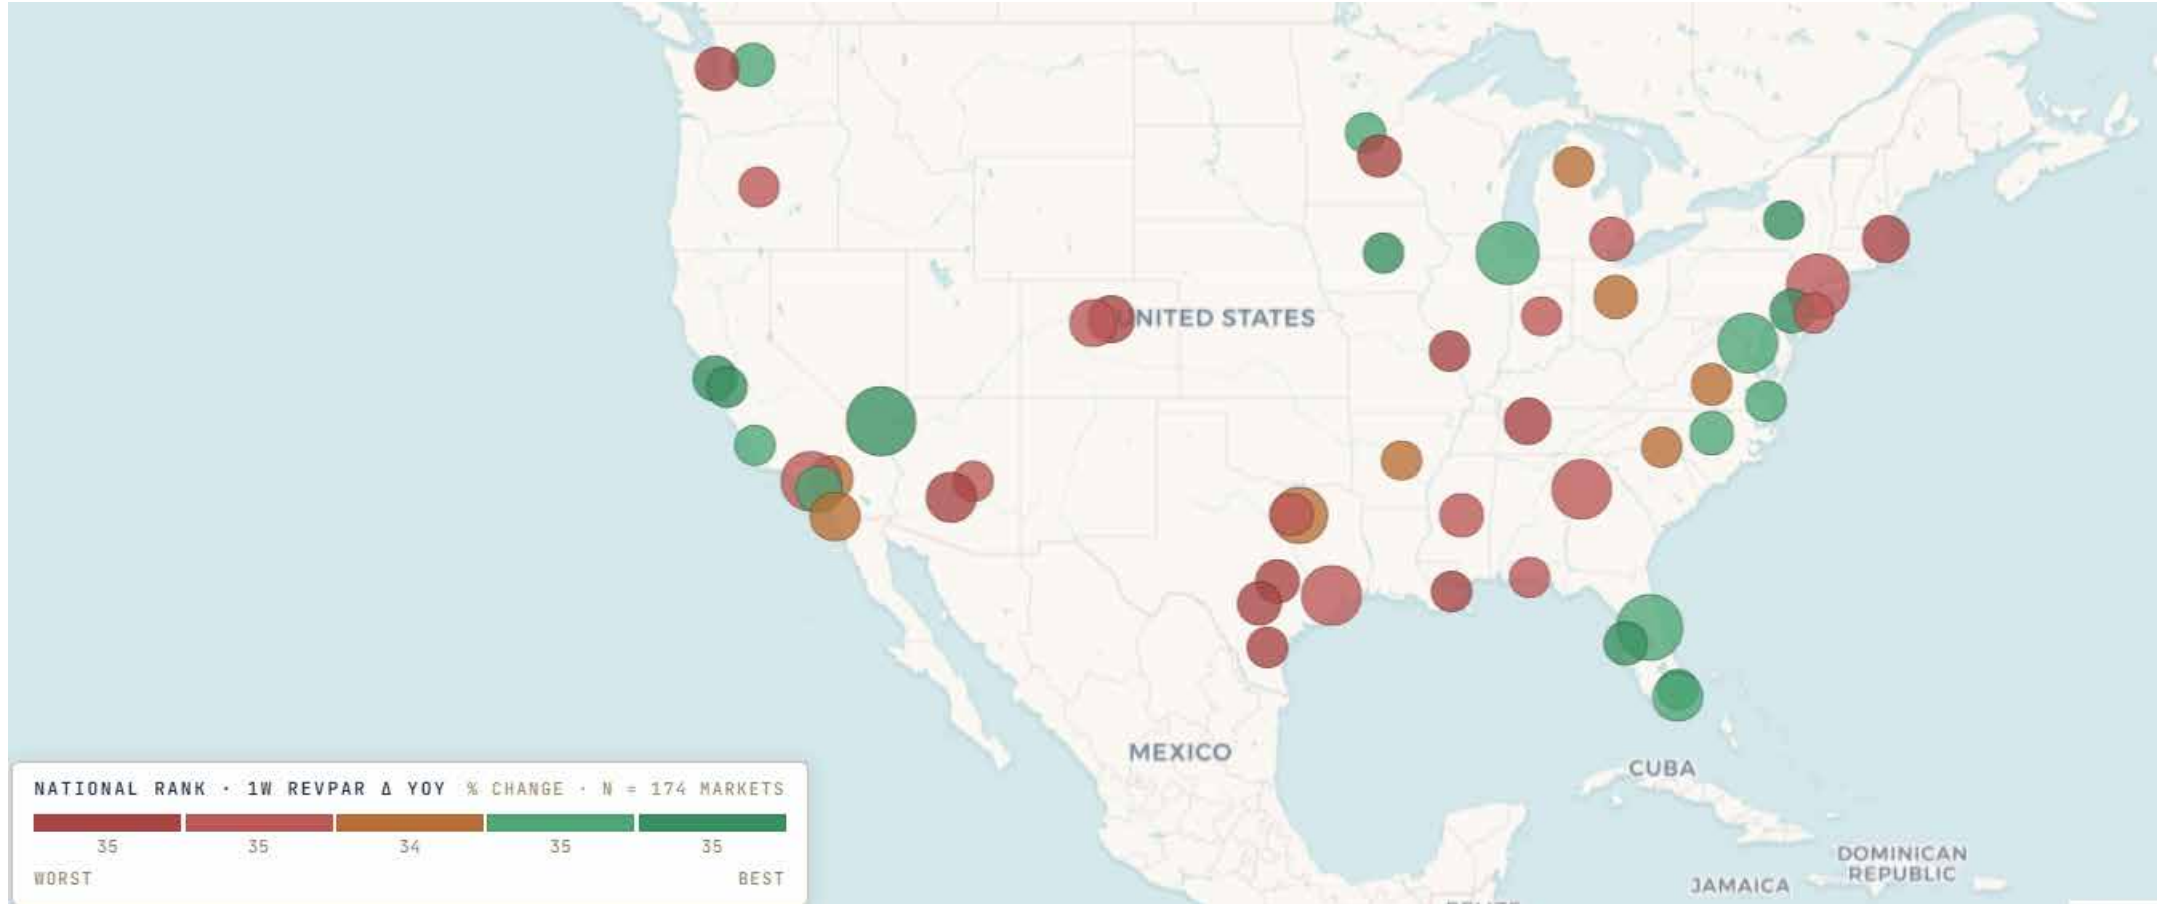 UNITED STATES
MEXICO
CUBA
DOMINICAN
REPUBLIC
JAMAICA
NATIONAL RANK · 1W REVPAR Δ YOY % CHANGE · N = 174 MARKETS
35 35 34 35 35
WORST BEST